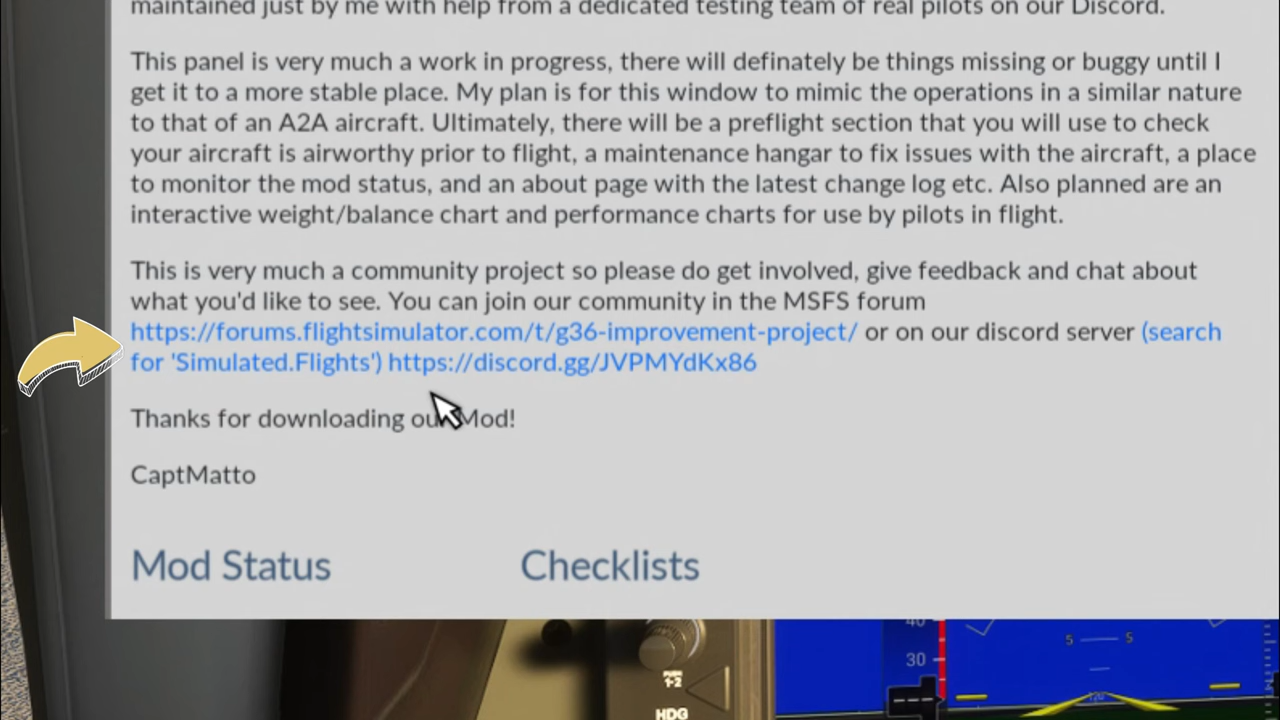 maintained just by me with help from a dedicated testing team of real pilots on our Discord.
This panel is very much a work in progress, there will definately be things missing or buggy until I
get it to a more stable place. My plan is for this window to mimic the operations in a similar nature
to that of an A2A aircraft. Ultimately, there will be a preflight section that you will use to check
your aircraft is airworthy prior to flight, a maintenance hangar to fix issues with the aircraft, a place
to monitor the mod status, and an about page with the latest change log etc. Also planned are an
interactive weight/balance chart and performance charts for use by pilots in flight.
This is very much a community project so please do get involved, give feedback and chat about
what you'd like to see. You can join our community in the MSFS forum
https://forums.flightsimulator.com/t/g36-improvement-project/ or on our discord server (search
for 'Simulated.Flights') https://discord.gg/JVPMYdKx86
Thanks for downloading our Mod!
CaptMatto
Mod Status Checklists
40
5 5
30
PUSH
1-2
HDG